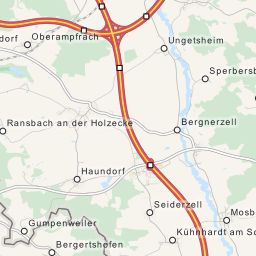 dorf
Oberampfrach
Ungetsheim
Sperbersb
Bergnerzell
Ransbach an der Holzecke
Haundorf
Seiderzell
Gumpenweiler
Mosb
Bergertshofen
Kühnhardt am Sc